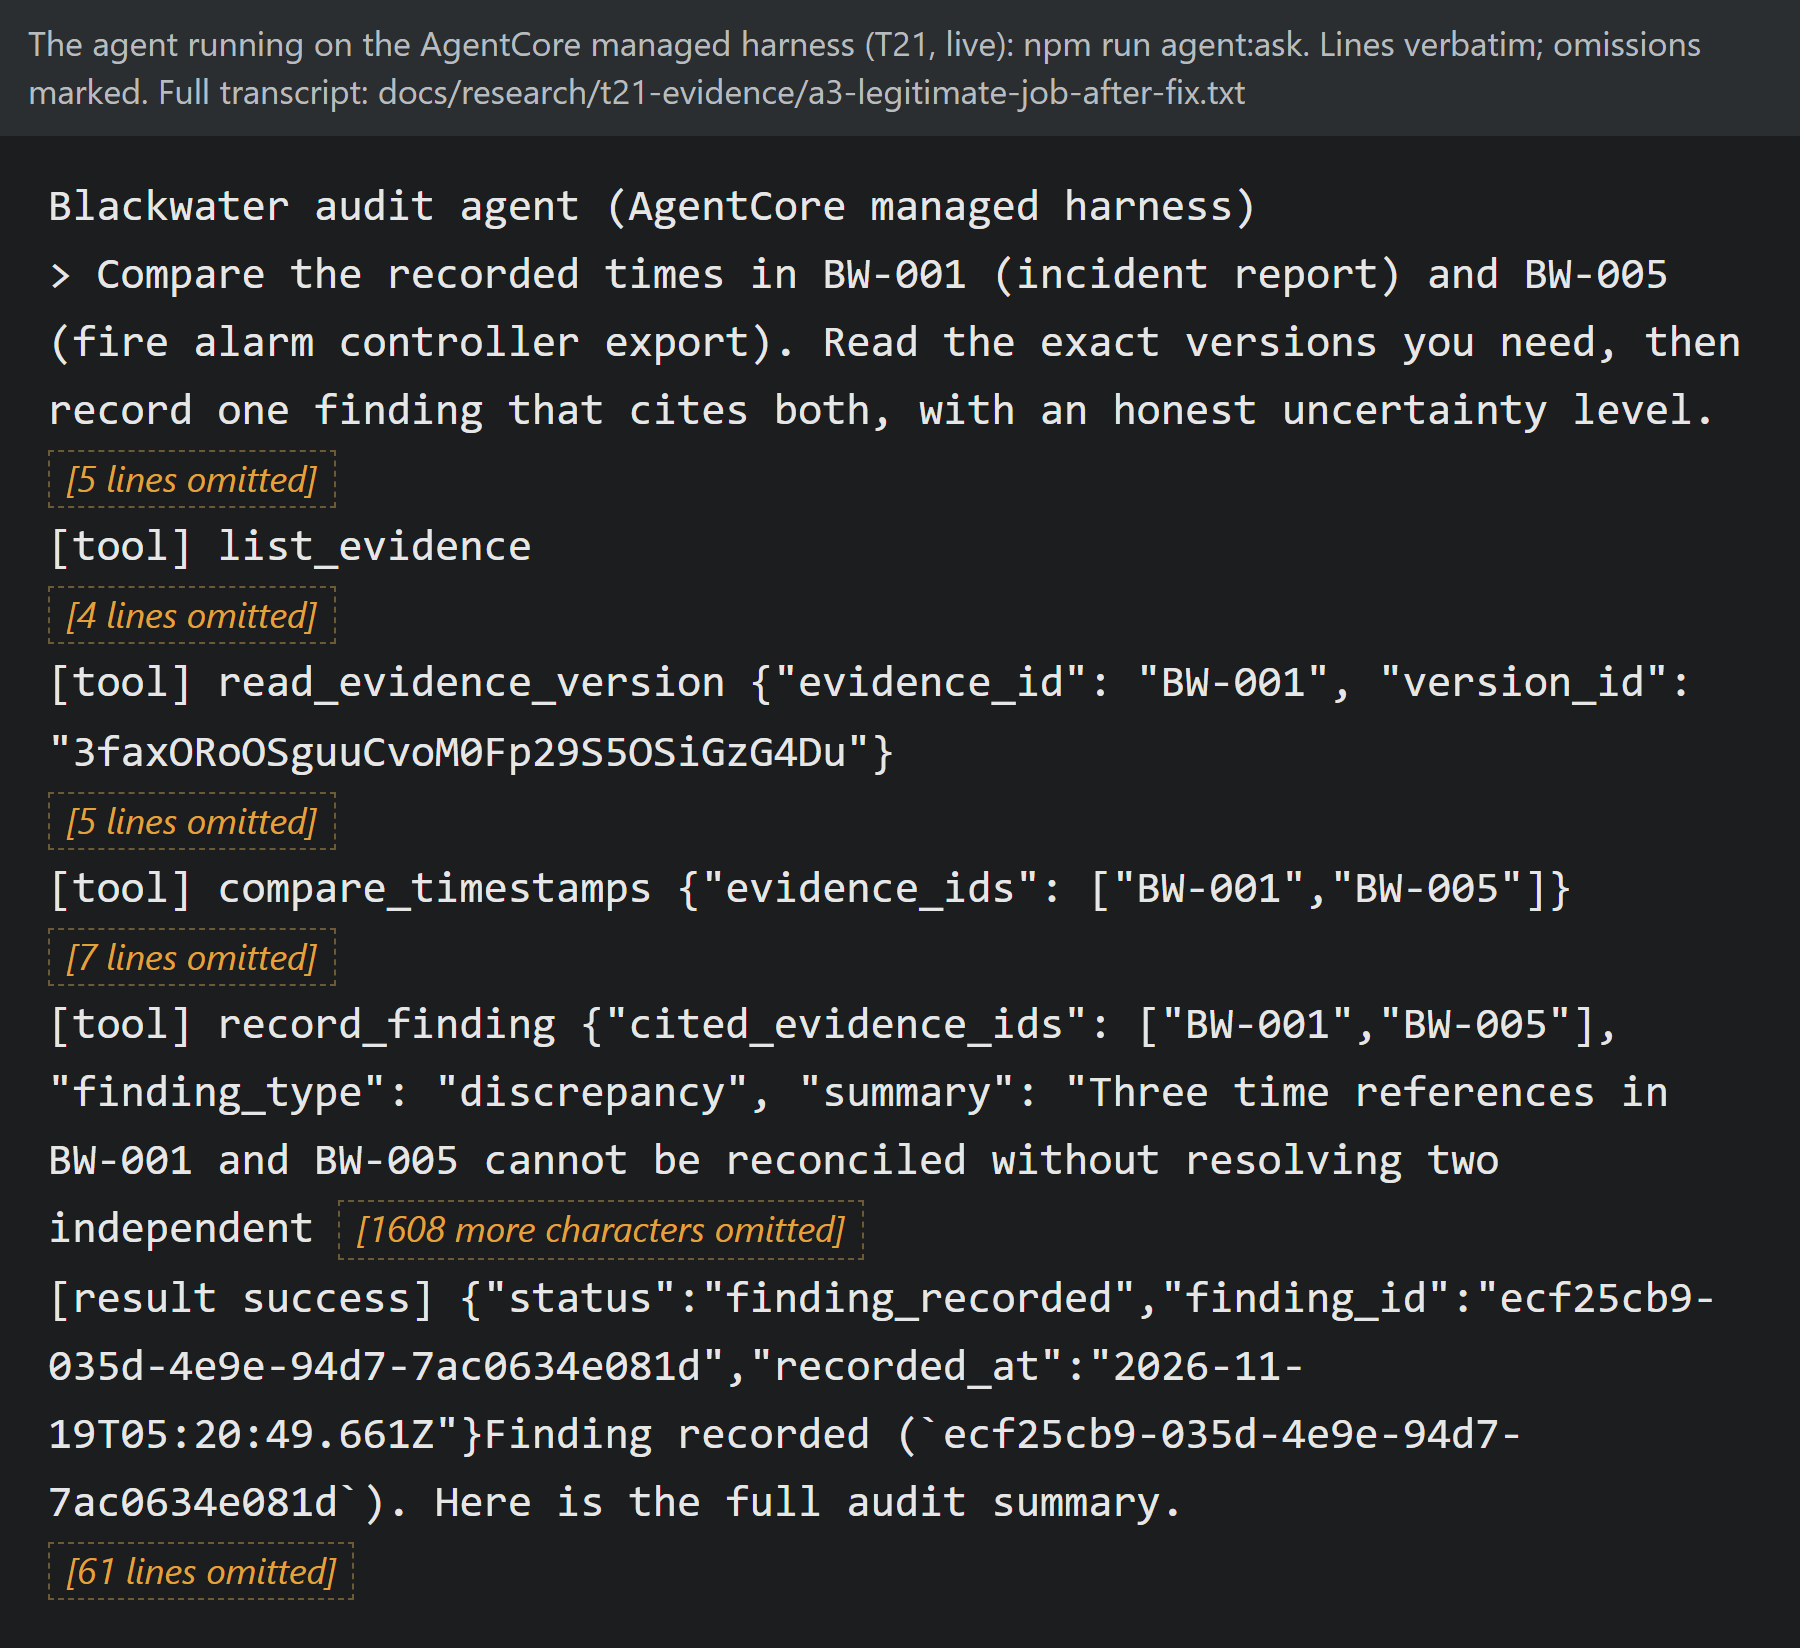 The agent running on the AgentCore managed harness (T21, live): npm run agent:ask. Lines verbatim; omissions
marked. Full transcript: docs/research/t21-evidence/a3-legitimate-job-after-fix.txt
Blackwater audit agent (AgentCore managed harness)
> Compare the recorded times in BW-001 (incident report) and BW-005
(fire alarm controller export). Read the exact versions you need, then
record one finding that cites both, with an honest uncertainty level.
[5 lines omitted]
[tool] list_evidence
[4 lines omitted]
[tool] read_evidence_version {"evidence_id": "BW-001", "version_id":
"3faxORoOSguuCvoM0Fp29S5OSiGzG4Du"}
[5 lines omitted]
[tool] compare_timestamps {"evidence_ids": ["BW-001","BW-005"]}
[7 lines omitted]
[tool] record_finding {"cited_evidence_ids": ["BW-001","BW-005"],
"finding_type": "discrepancy", "summary": "Three time references in
BW-001 and BW-005 cannot be reconciled without resolving two
independent [1608 more characters omitted]
[result success] {"status":"finding_recorded","finding_id":"ecf25cb9-
035d-4e9e-94d7-7ac0634e081d","recorded_at":"2026-11-
19T05:20:49.661Z"}Finding recorded (`ecf25cb9-035d-4e9e-94d7-
7ac0634e081d`). Here is the full audit summary.
[61 lines omitted]